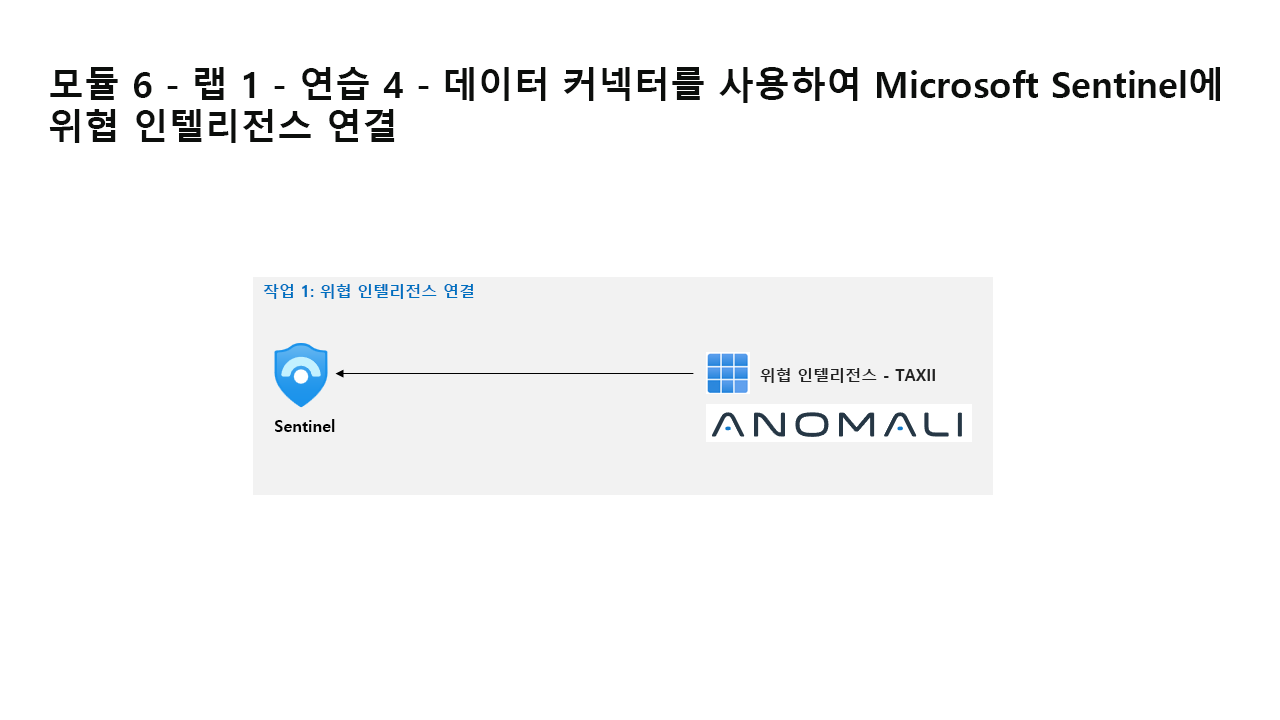 모듈 6 - 랩 1 - 연습 4 - 데이터 커넥터를 사용하여 Microsoft Sentinel에
위협 인텔리전스 연결
작업 1: 위협 인텔리전스 연결
위협 인텔리전스 - TAXII
ANOMALI
Sentinel